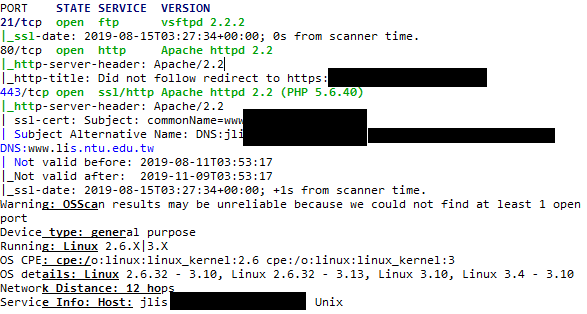 PORT STATE SERVICE VERSION
21/tcp open ftp vsftpd 2.2.2
|_ssl-date: 2019-08-15T03:27:34+00:00; 0s from scanner time.
80/tcp open http Apache httpd 2.2
|_http-server-header: Apache/2.2
|_http-title: Did not follow redirect to https:
443/tcp open ssl/http Apache httpd 2.2 (PHP 5.6.40)
|_http-server-header: Apache/2.2
| ssl-cert: Subject: commonName=www
| Subject Alternative Name: DNS:jli
DNS:www.lis.ntu.edu.tw
| Not valid before: 2019-08-11T03:53:17
|_Not valid after: 2019-11-09T03:53:17
|_ssl-date: 2019-08-15T03:27:34+00:00; +1s from scanner time.
Warning: OSScan results may be unreliable because we could not find at least 1 open
port
Device type: general purpose
Running: Linux 2.6.X|3.X
OS CPE: cpe:/o:linux:linux_kernel:2.6 cpe:/o:linux:linux_kernel:3
OS details: Linux 2.6.32 - 3.10, Linux 2.6.32 - 3.13, Linux 3.10, Linux 3.4 - 3.10
Network Distance: 12 hops
Service Info: Host: jlis Unix